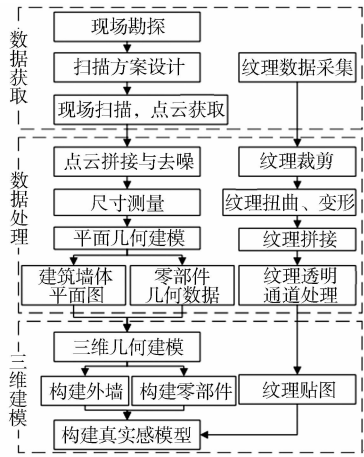 数据获取
现场勘探
扫描方案设计
纹理数据采集
现场扫描，点云获取
数据处理
点云拼接与去噪
纹理裁剪
尺寸测量
纹理扭曲、变形
平面几何建模
纹理拼接
建筑墙体
平面图
零部件
几何数据
纹理透明
通道处理
三维建模
三维几何建模
构建外墙
构建零部件
纹理贴图
构建真实感模型